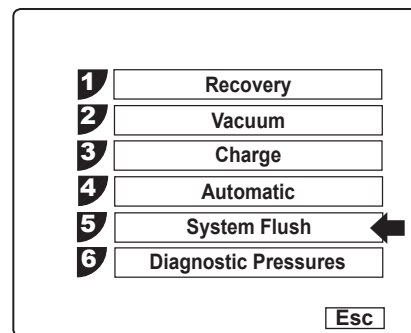 1 Recovery
2 Vacuum
3 Charge
4 Automatic
5 System Flush
6 Diagnostic Pressures
Esc